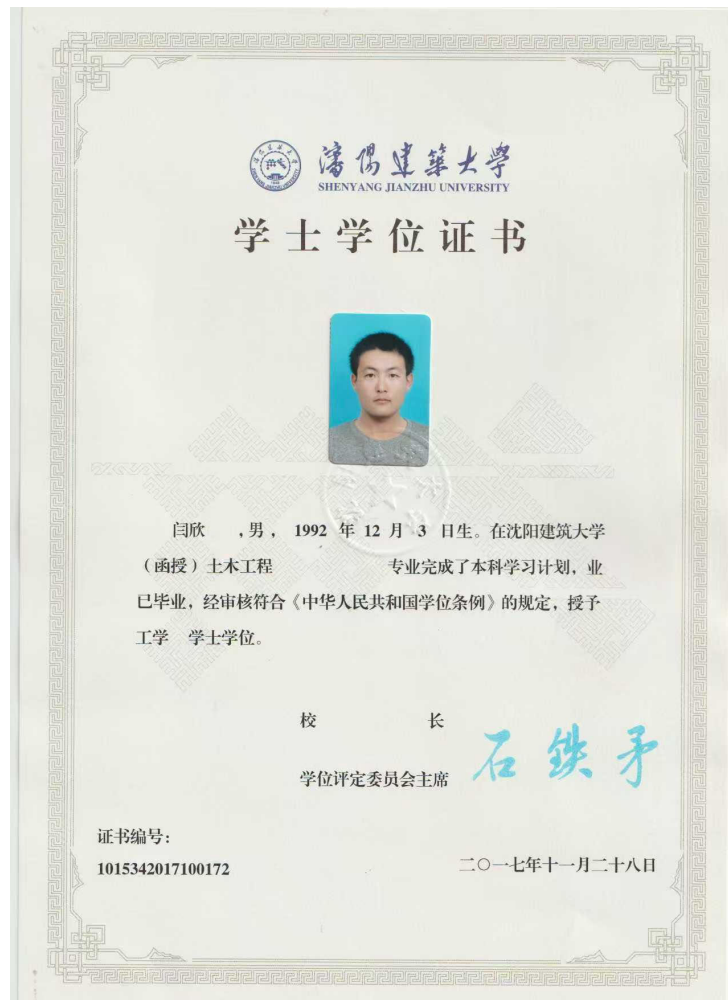 瀋陽建築大學
SHENYANG JIANZHU UNIVERSITY
学士学位证书
闫欣 ,男, 1992 年 12 月 3 日生。在沈阳建筑大学
(函授)土木工程 专业完成了本科学习计划,业
已毕业,经审核符合《中华人民共和国学位条例》的规定,授予
工学 学士学位。
校 长
学位评定委员会主席
石铁矛
证书编号:
1015342017100172
二〇一七年十一月二十八日